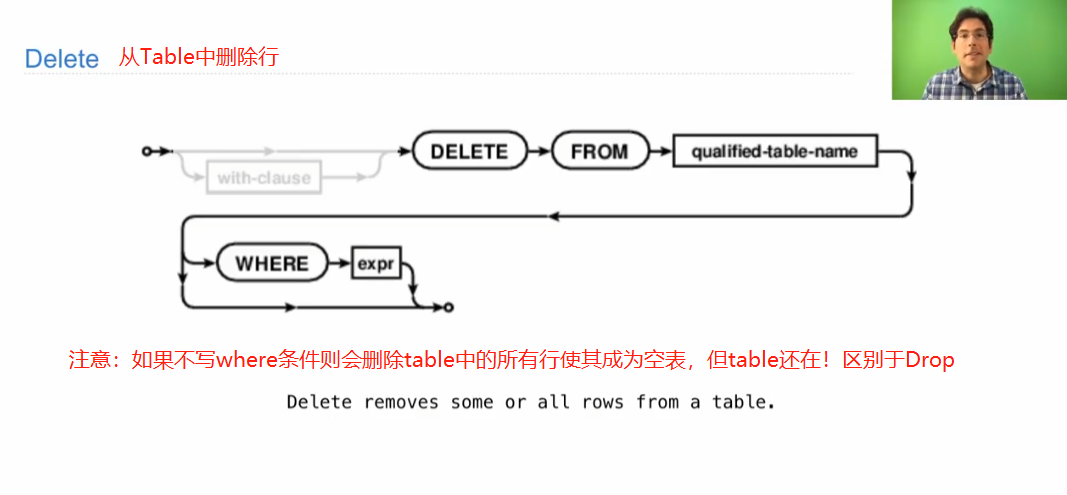 Delete 从Table中删除行
with-clause DELETE FROM qualified-table-name
WHERE expr
注意：如果不写where条件则会删除table中的所有行使其成为空表，但table还在！区别于Drop
Delete removes some or all rows from a table.